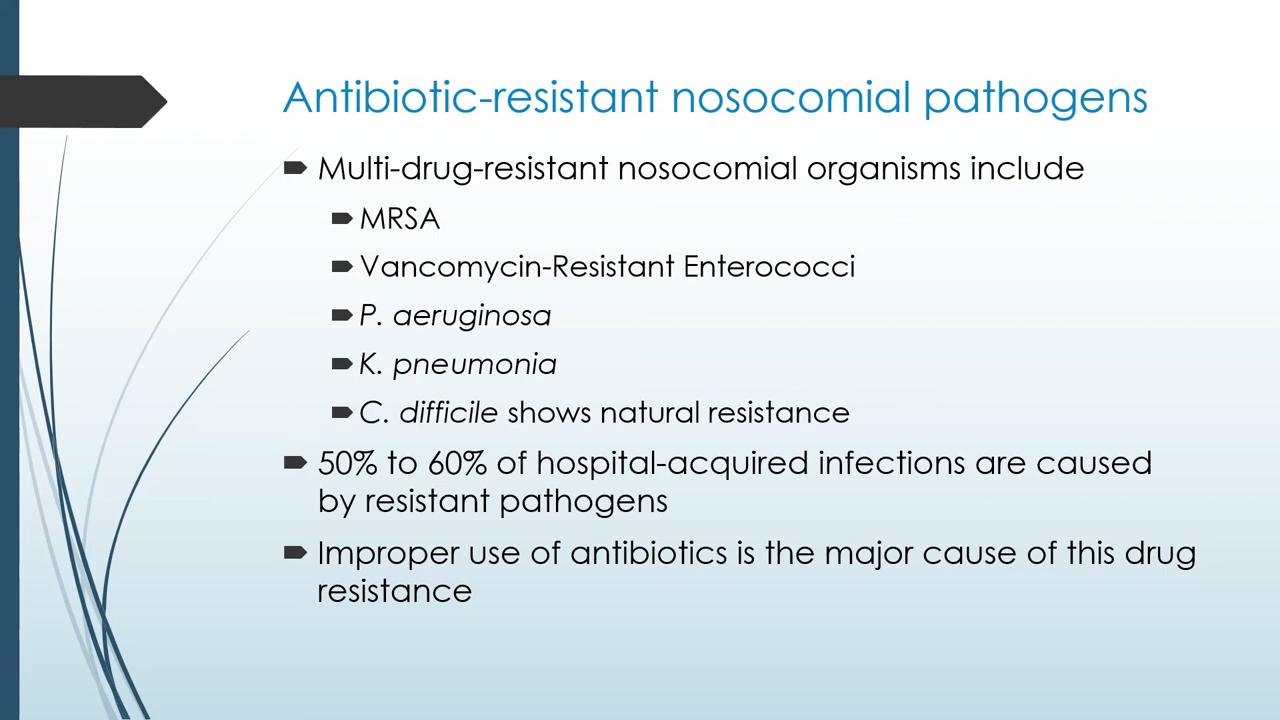 Antibiotic-resistant nosocomial pathogens
Multi-drug-resistant nosocomial organisms include
MRSA
Vancomycin-Resistant Enterococci
P. aeruginosa
K. pneumonia
C. difficile shows natural resistance
50% to 60% of hospital-acquired infections are caused
by resistant pathogens
Improper use of antibiotics is the major cause of this drug
resistance